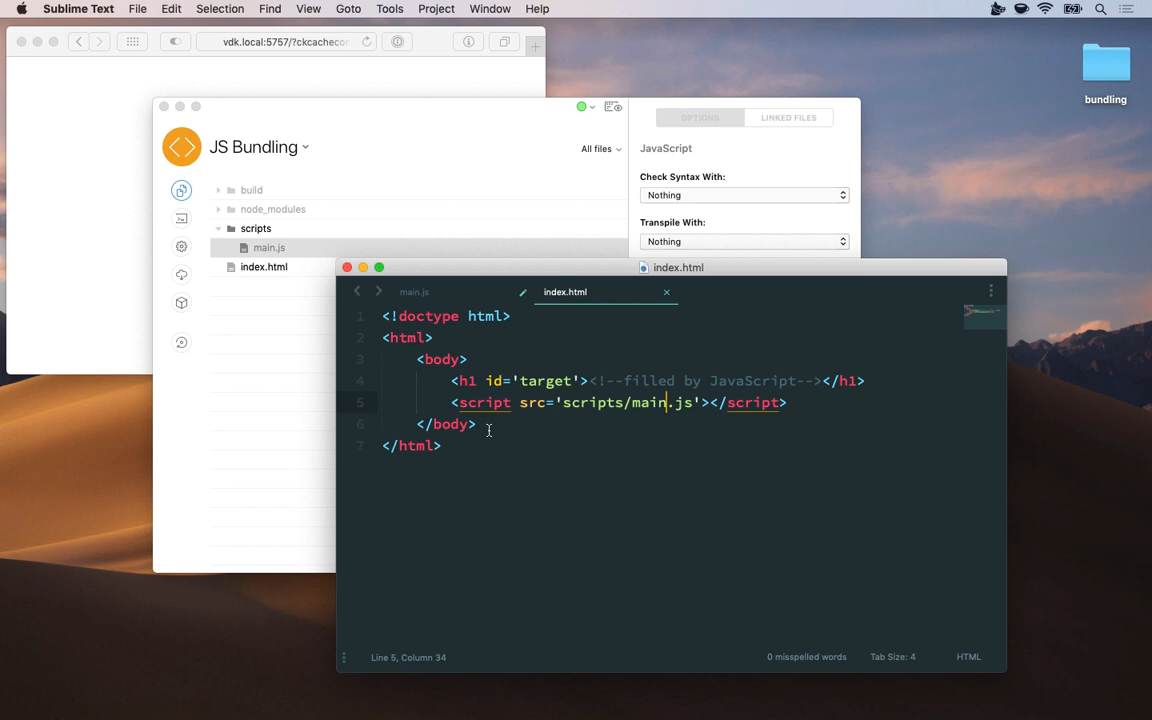 Sublime Text File Edit Selection Find View Goto Tools Project Window Help
vdk.local:5757/?ckcachecor
bundling
JS Bundling
All files
OPTIONS LINKED FILES
JavaScript
Check Syntax With:
Nothing
Transpile With:
Nothing
build
node_modules
scripts
main.js
index.html
index.html
main.js index.html
1 <!doctype html>
2 <html>
3 <body>
4 <h1 id='target'><!--filled by JavaScript--></h1>
5 <script src='scripts/main.js'></script>
6 </body>
7 </html>
Line 5, Column 34 0 misspelled words Tab Size: 4 HTML